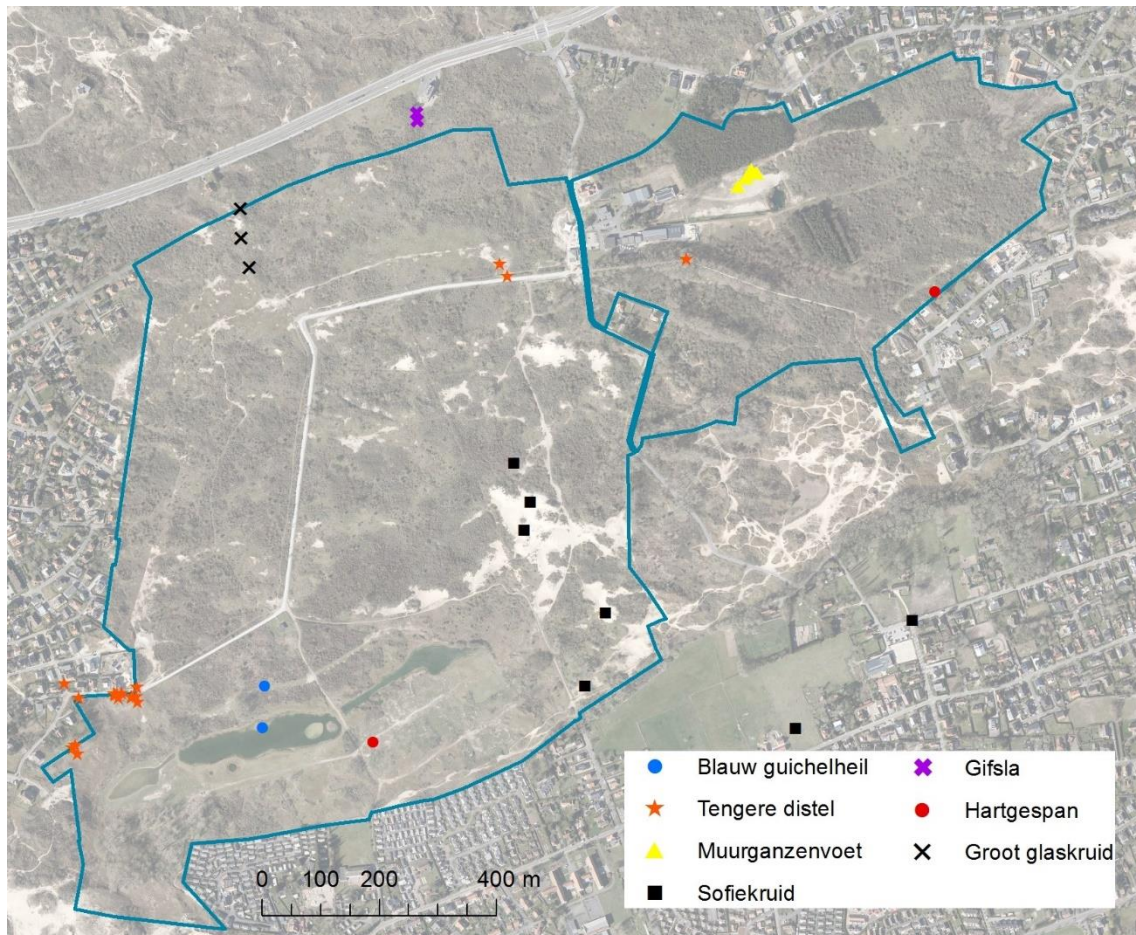 Blauw guichelheil
Gifsla
Tengere distel
Hartgespan
Muurganzenvoet
Groot glaskruid
Sofiekruid
0 100 200 400 m